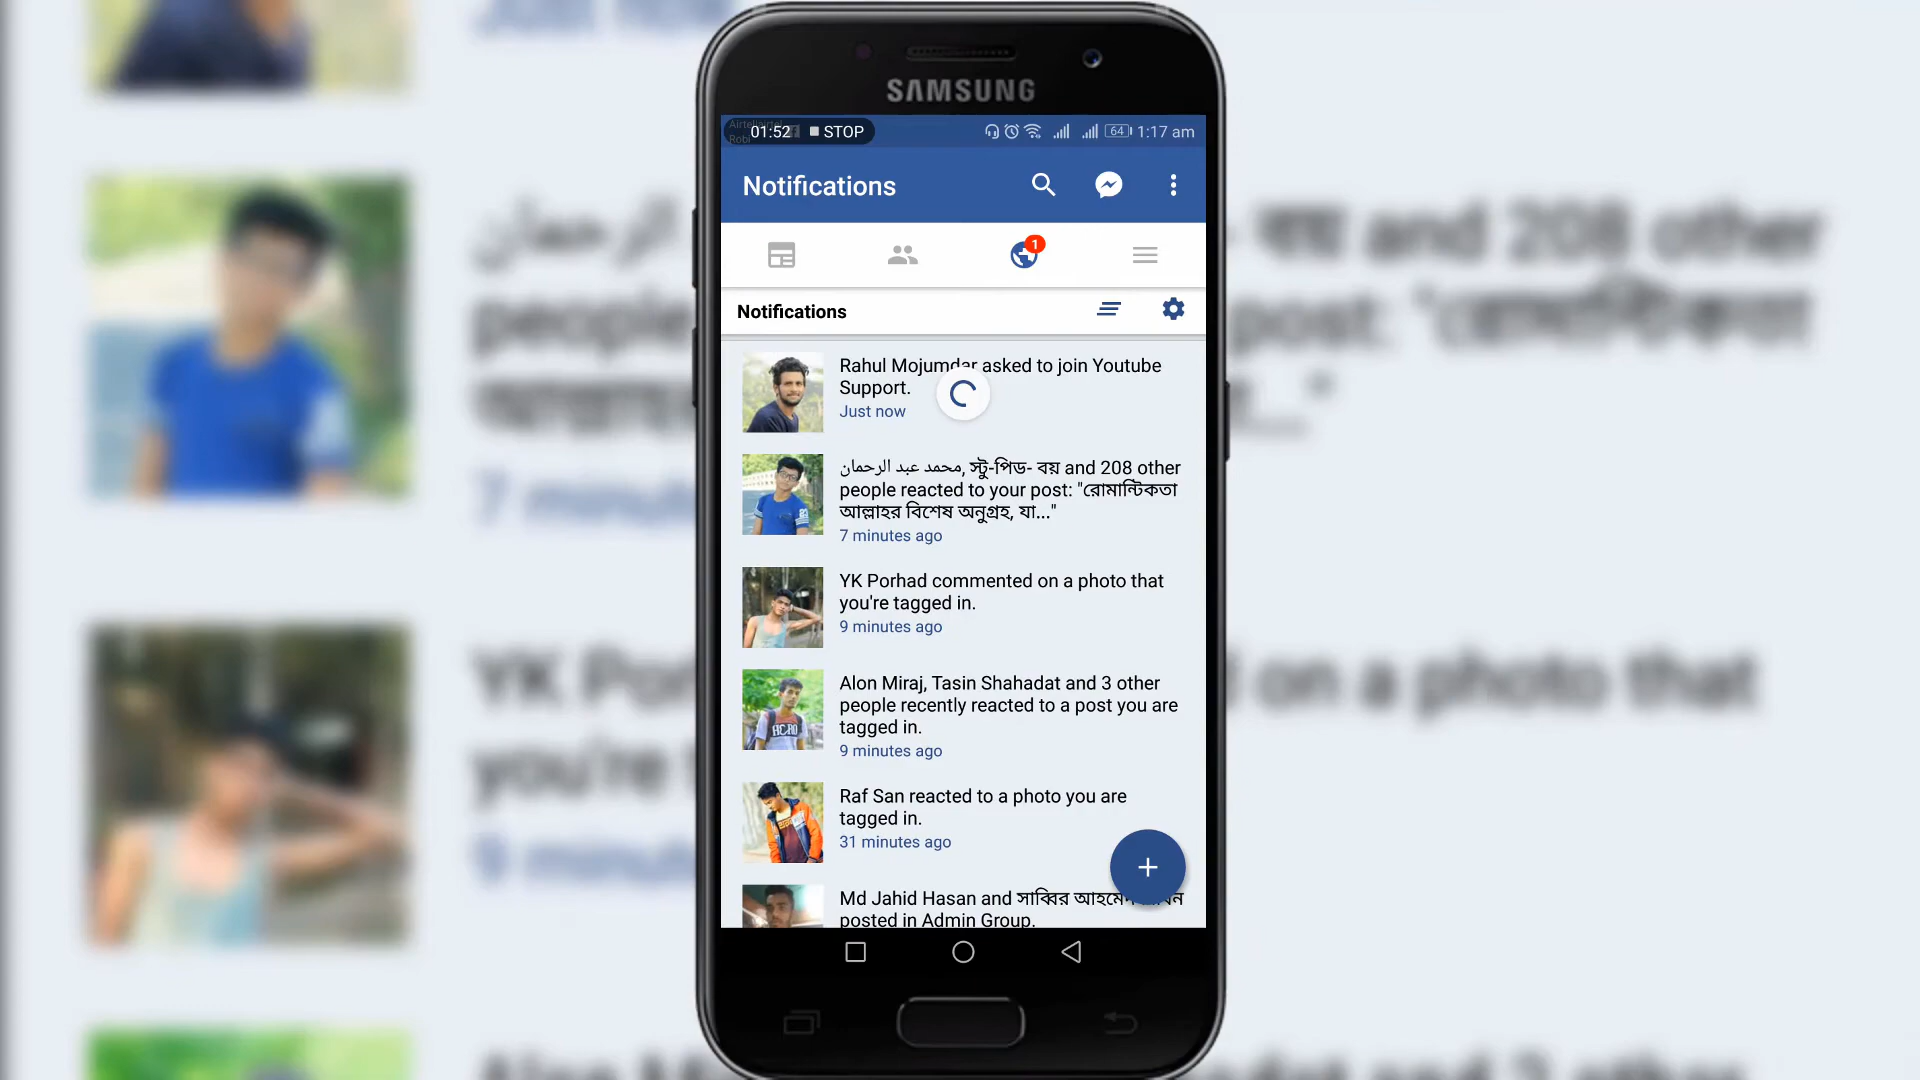 SAMSUNG
01:52 STOP
64 1:17 am
Notifications
1
Notifications
Rahul Mojumdar asked to join Youtube
Support.
Just now
محمد عبد الرحمان, স্টু-পিড- বয় and 208 other
people reacted to your post: "রোমান্টিকতা
আল্লাহর বিশেষ অনুগ্রহ, যা..."
7 minutes ago
YK Porhad commented on a photo that
you're tagged in.
9 minutes ago
Alon Miraj, Tasin Shahadat and 3 other
people recently reacted to a post you are
tagged in.
9 minutes ago
Raf San reacted to a photo you are
tagged in.
31 minutes ago
Md Jahid Hasan and সাব্বির
posted in Admin Group.